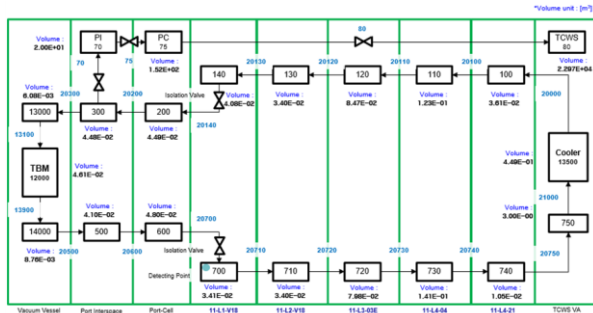 *Volume unit : [m³]
Volume :
2.00E+01
PI
70
PC
75
80
TCWS
80
70
75
Volume :
1.52E+02
Volume :
2.297E+04
Volume :
6.08E-03
20300
20200
Isolation Valve
140
20130
130
20120
120
20110
110
20100
100
20000
13000
300
200
Volume :
4.08E-02
Volume :
3.40E-02
Volume :
8.47E-02
Volume :
1.23E-01
Volume :
3.61E-02
13100
Volume :
4.48E-02
Volume :
4.49E-02
20140
Volume :
4.49E-01
Cooler
13500
TBM
12000
Volume :
4.61E-02
13900
Volume :
4.10E-02
Volume :
4.80E-02
20700
Volume :
3.00E-00
21000
750
14000
500
600
Isolation Valve
Volume :
8.76E-03
20500
20600
Detecting Point
700
20710
710
20720
720
20730
730
20740
740
20750
Volume :
3.41E-02
Volume :
3.40E-02
Volume :
7.98E-02
Volume :
1.41E-01
Volume :
1.05E-02
Vacuum Vessel
Port Interspace
Port-Cell
11-L1-V18
11-L2-V18
11-L3-03E
11-L4-04
11-L4-21
TCWS VA